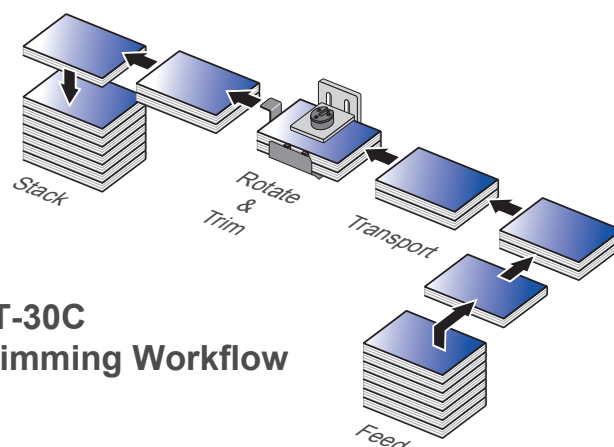 Stack
Rotate
&
Trim
Transport
T-30C
imming Workflow
Feed